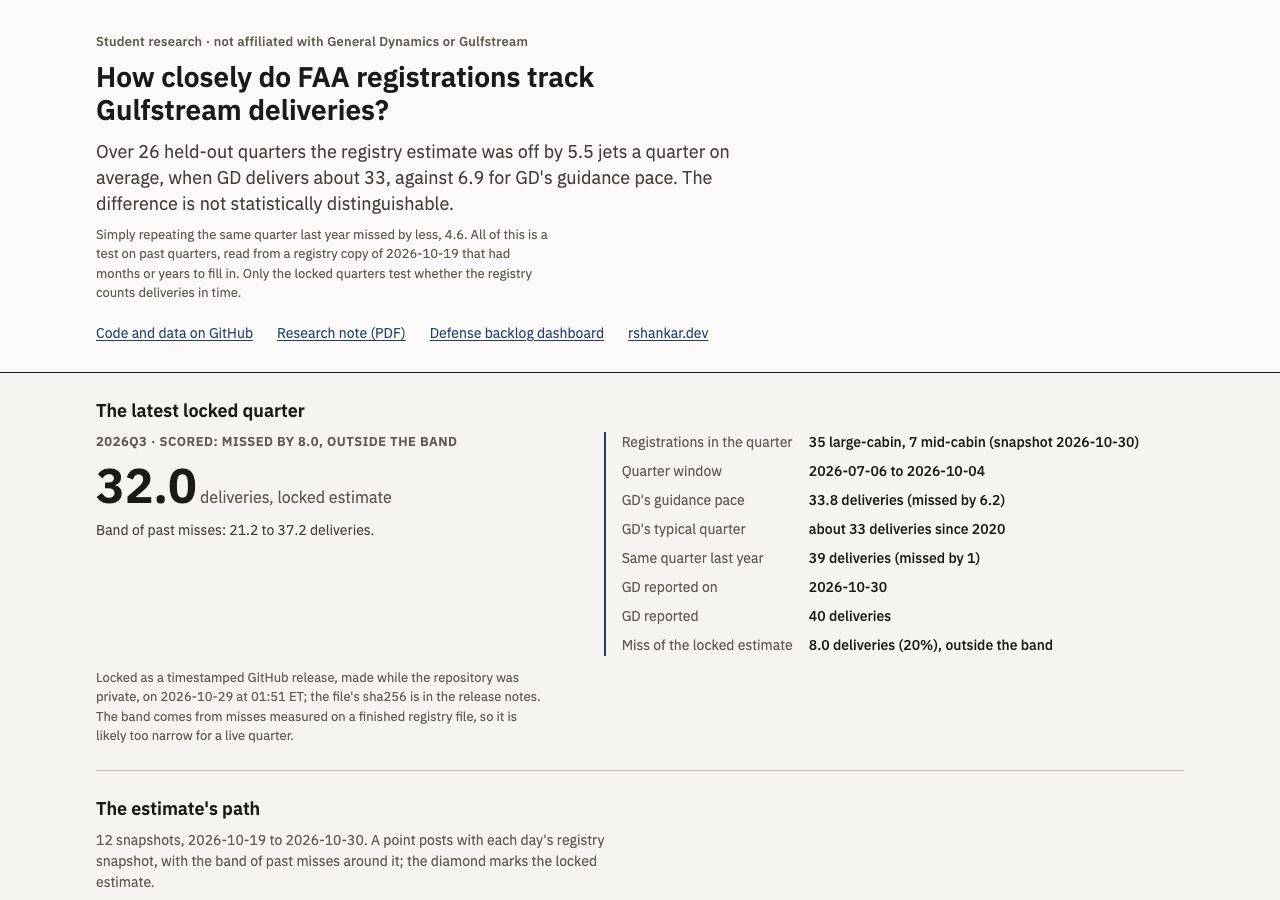 Student research · not affiliated with General Dynamics or Gulfstream
How closely do FAA registrations track
Gulfstream deliveries?
Over 26 held-out quarters the registry estimate was off by 5.5 jets a quarter on
average, when GD delivers about 33, against 6.9 for GD's guidance pace. The
difference is not statistically distinguishable.
Simply repeating the same quarter last year missed by less, 4.6. All of this is a
test on past quarters, read from a registry copy of 2026-10-19 that had
months or years to fill in. Only the locked quarters test whether the registry
counts deliveries in time.
Code and data on GitHub Research note (PDF) Defense backlog dashboard rshankar.dev
The latest locked quarter
2026Q3 · SCORED: MISSED BY 8.0, OUTSIDE THE BAND
32.0 deliveries, locked estimate
Band of past misses: 21.2 to 37.2 deliveries.
Registrations in the quarter 35 large-cabin, 7 mid-cabin (snapshot 2026-10-30)
Quarter window 2026-07-06 to 2026-10-04
GD's guidance pace 33.8 deliveries (missed by 6.2)
GD's typical quarter about 33 deliveries since 2020
Same quarter last year 39 deliveries (missed by 1)
GD reported on 2026-10-30
GD reported 40 deliveries
Miss of the locked estimate 8.0 deliveries (20%), outside the band
Locked as a timestamped GitHub release, made while the repository was
private, on 2026-10-29 at 01:51 ET; the file's sha256 is in the release notes.
The band comes from misses measured on a finished registry file, so it is
likely too narrow for a live quarter.
The estimate's path
12 snapshots, 2026-10-19 to 2026-10-30. A point posts with each day's registry
snapshot, with the band of past misses around it; the diamond marks the locked
estimate.